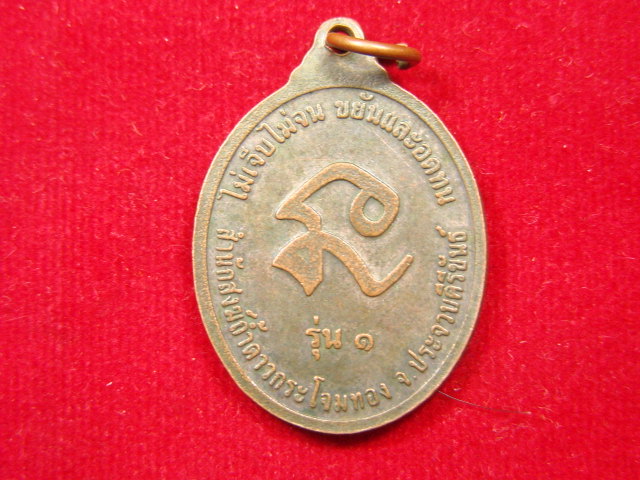 ไม่เจ็บไม่จน ขยันและอดทน
รุ่น ๑
สำนักสงฆ์ถ้ำดาวกระโจมทอง จ.ประจวบคีรีขันธ์